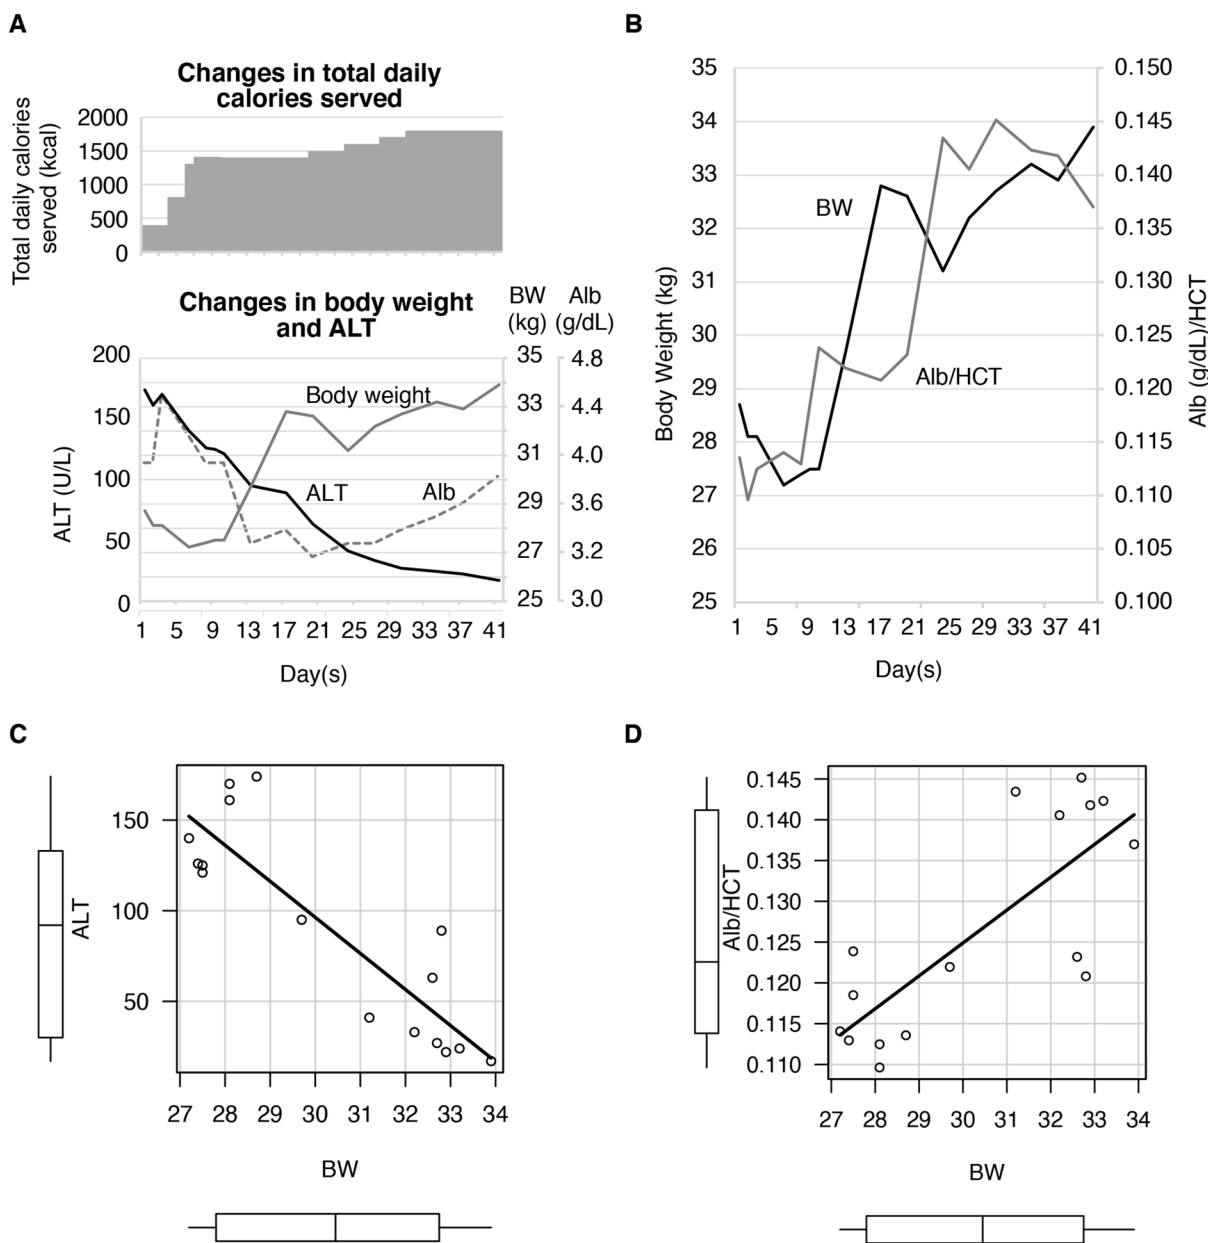 A
Changes in total daily
calories served
Total daily calories
served (kcal)
2000
1500
1000
500
0
Changes in body weight
and ALT
BW
(kg)
Alb
(g/dL)
ALT (U/L)
200
150
100
50
0
Body weight
ALT
Alb
35
33
31
29
27
25
4.8
4.4
4.0
3.6
3.2
3.0
1 5 9 13 17 21 25 29 33 37 41
Day(s)
B
Body Weight (kg)
35
34
33
32
31
30
29
28
27
26
25
BW
Alb/HCT
0.150
0.145
0.140
0.135
0.130
0.125
0.120
0.115
0.110
0.105
0.100
Alb (g/dL)/HCT
1 5 9 13 17 21 25 29 33 37 41
Day(s)
C
ALT
150
100
50
27 28 29 30 31 32 33 34
BW
D
Alb/HCT
0.145
0.140
0.135
0.130
0.125
0.120
0.115
0.110
27 28 29 30 31 32 33 34
BW